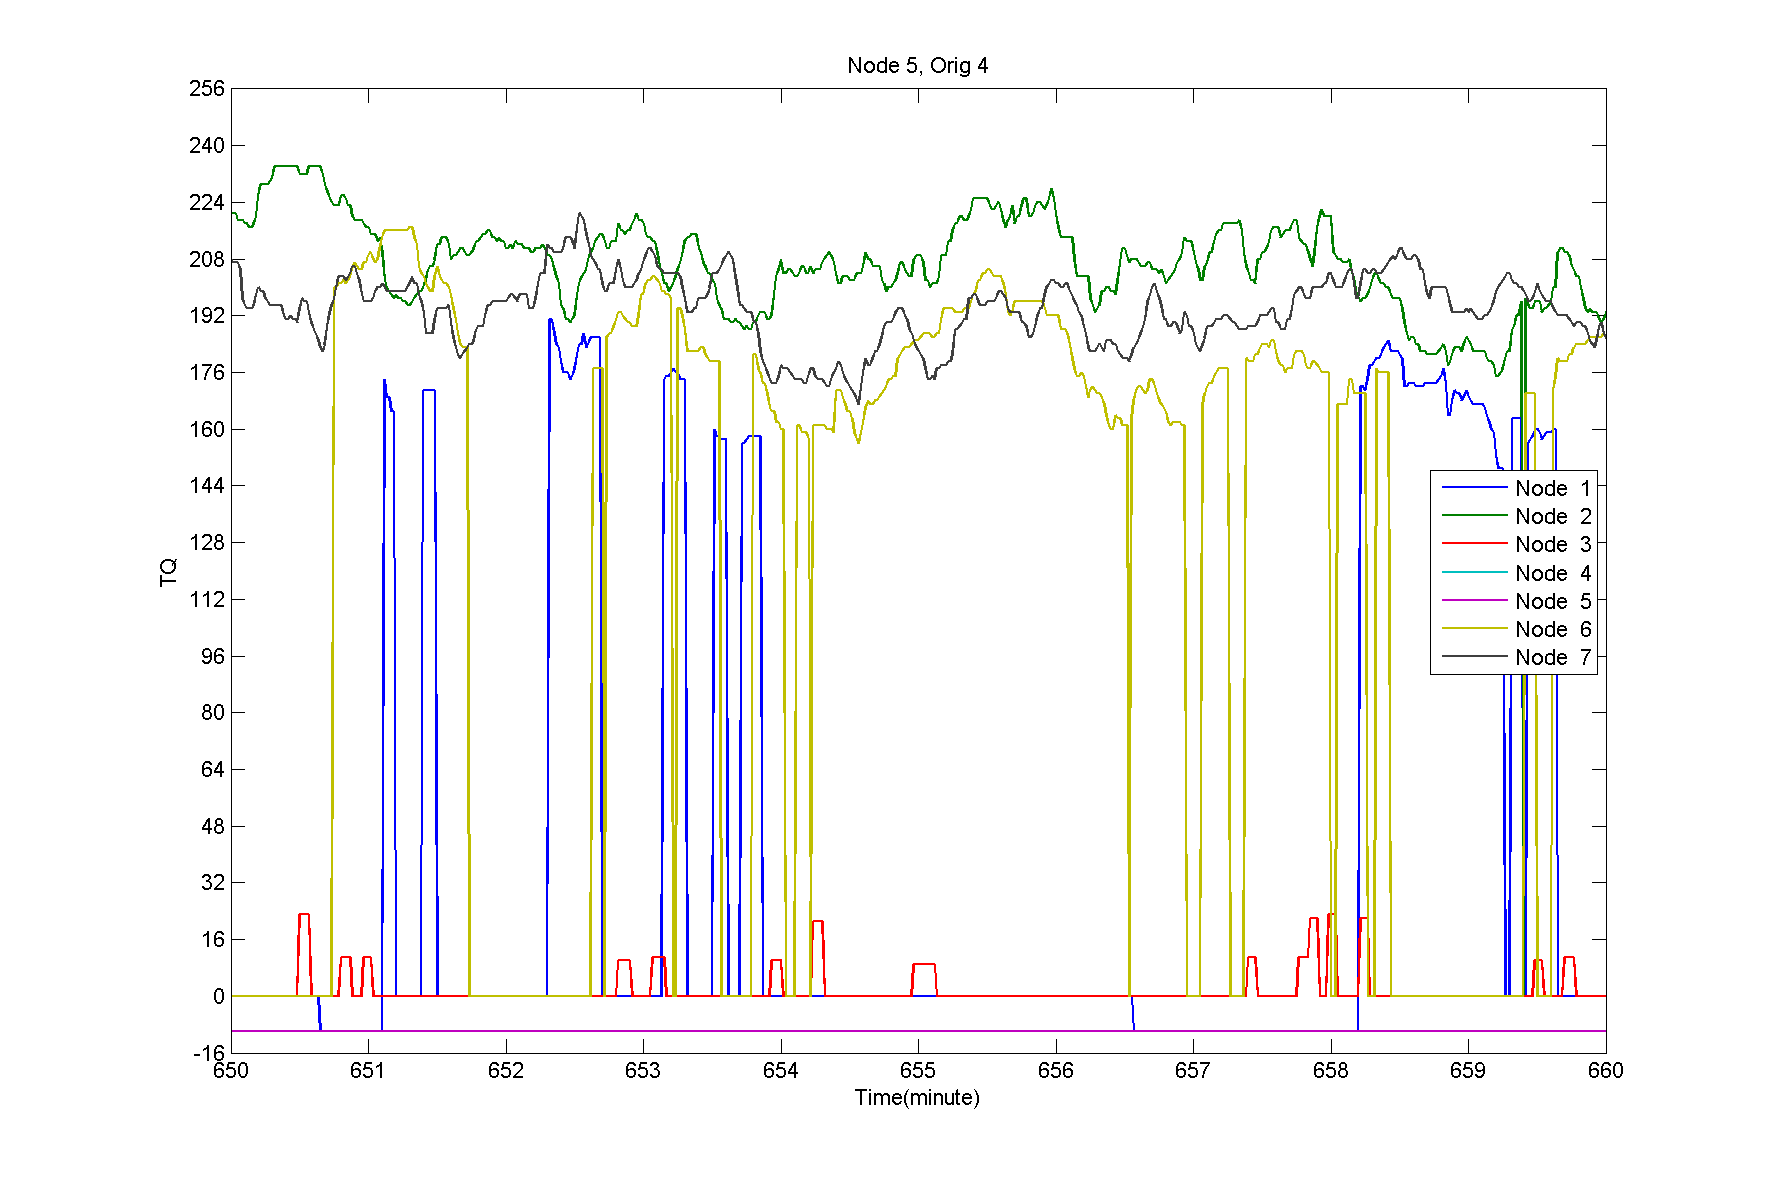 Node 5, Orig 4
256
240
224
208
192
176
160
144
128
112
96
80
64
48
32
16
0
-16
TQ
Node 1
Node 2
Node 3
Node 4
Node 5
Node 6
Node 7
650 651 652 653 654 655 656 657 658 659 660
Time(minute)